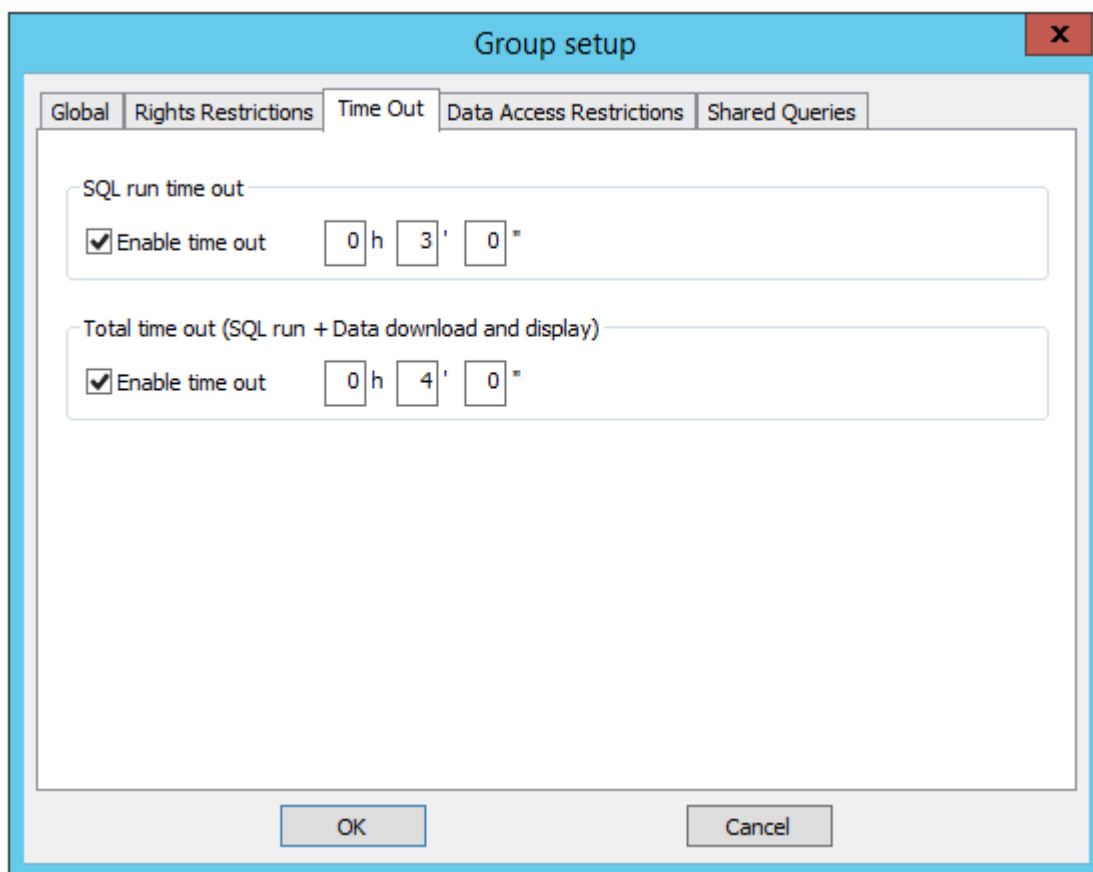 Group setup
x
Global Rights Restrictions Time Out Data Access Restrictions Shared Queries
SQL run time out
Enable time out 0 h 3 ' 0 "
Total time out (SQL run + Data download and display)
Enable time out 0 h 4 ' 0 "
OK Cancel